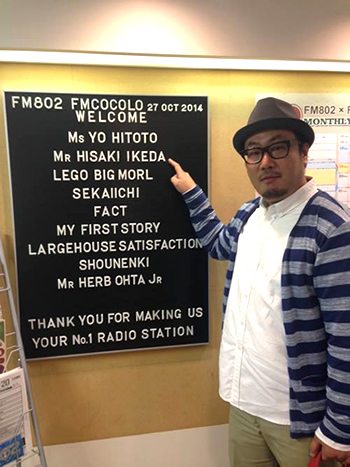 FM802 FMCOCOLO 27 OCT 2014
WELCOME
Ms YO HITOTO
MR HISAKI IKEDA
LEGO BIG MORL
SEKAIICHI
FACT
MY FIRST STORY
LARGEHOUSE SATISFACTION
SHOUNENKI
MR HERB OHTA JR
THANK YOU FOR MAKING US
YOUR No.1 RADIO STATION
FM802 ×
MONTHLY
20